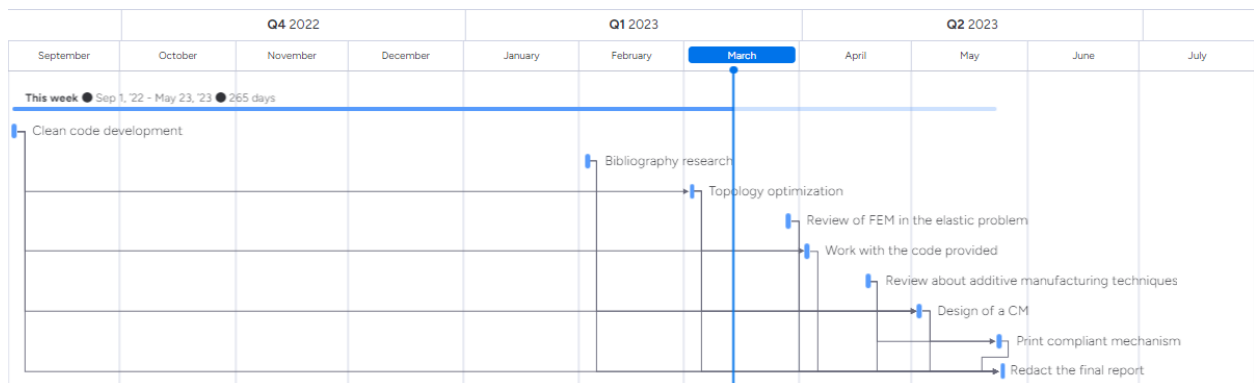 Q4 2022 Q1 2023 Q2 2023
September October November December January February March April May June July
This week ● Sep 1, '22 - May 23, '23 ● 265 days
Clean code development
Bibliography research
Topology optimization
Review of FEM in the elastic problem
Work with the code provided
Review about additive manufacturing techniques
Design of a CM
Print compliant mechanism
Redact the final report